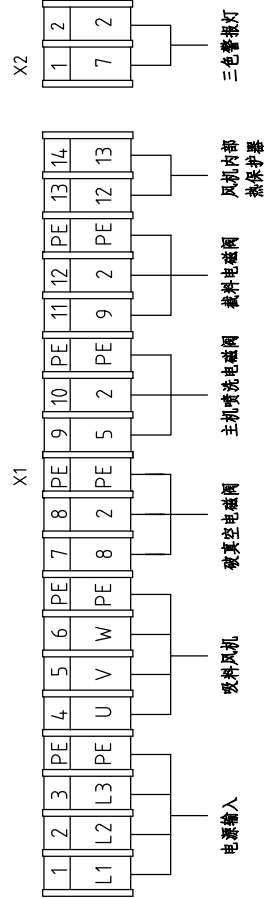 X1
1 2 3 PE 4 5 6 PE 7 8 PE 9 10 PE 11 12 PE 13 14
L1 L2 L3 PE U V W PE 8 2 PE 5 2 PE 9 2 PE 12 13
电源输入
吸料风机
破真空电磁阀
主机喷洗电磁阀
截料电磁阀
风机内部
热保护器
X2
1 2
7 2
三色警报灯